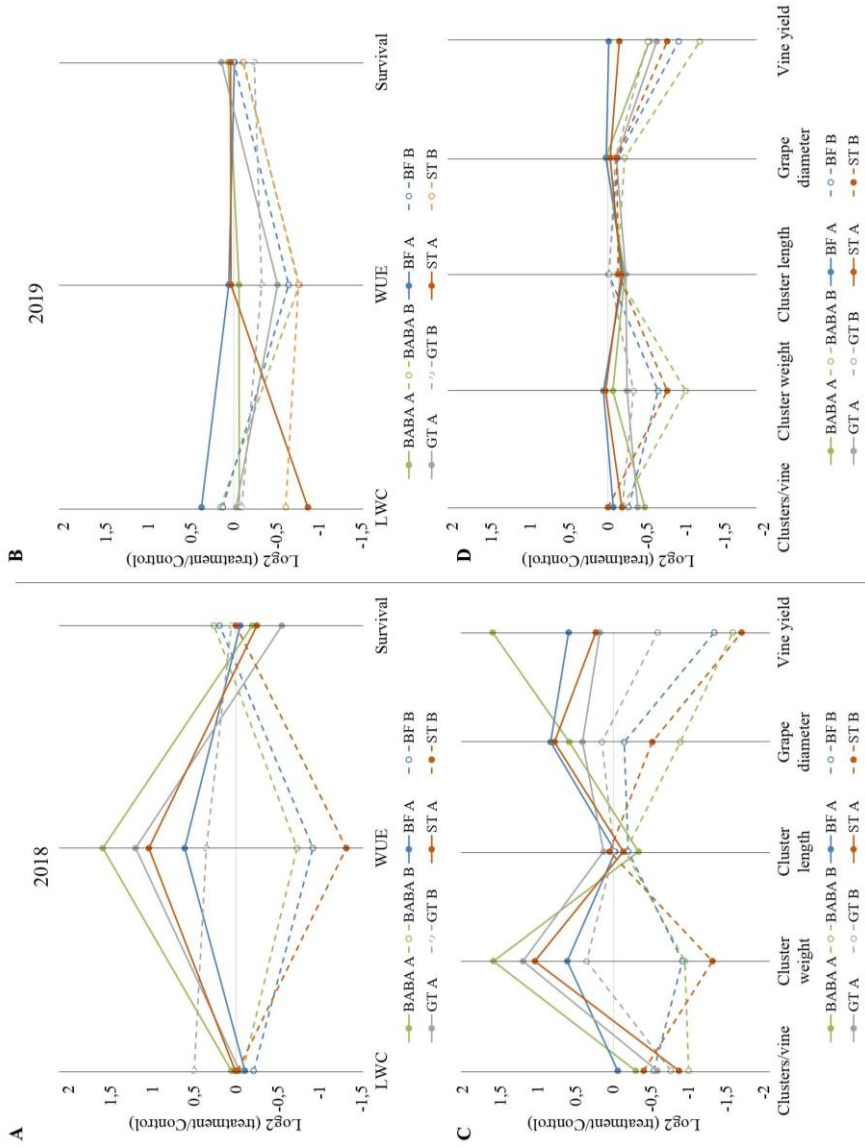 A
2018
Log2 (treatment/Control)
2
1,5
1
0,5
0
-0,5
-1
-1,5
LWC WUE Survival
BABA A BABA B BF A BF B
GT A GT B ST A ST B
B
2019
Log2 (treatment/Control)
2
1,5
1
0,5
0
-0,5
-1
-1,5
LWC WUE Survival
BABA A BABA B BF A BF B
GT A GT B ST A ST B
C
Log2 (treatment/Control)
2
1,5
1
0,5
0
-0,5
-1
-1,5
-2
Clusters/vine Cluster weight Cluster length Grape diameter Vine yield
BABA A BABA B BF A BF B
GT A GT B ST A ST B
D
Log2 (treatment/Control)
2
1,5
1
0,5
0
-0,5
-1
-1,5
-2
Clusters/vine Cluster weight Cluster length Grape diameter Vine yield
BABA A BABA B BF A BF B
GT A GT B ST A ST B